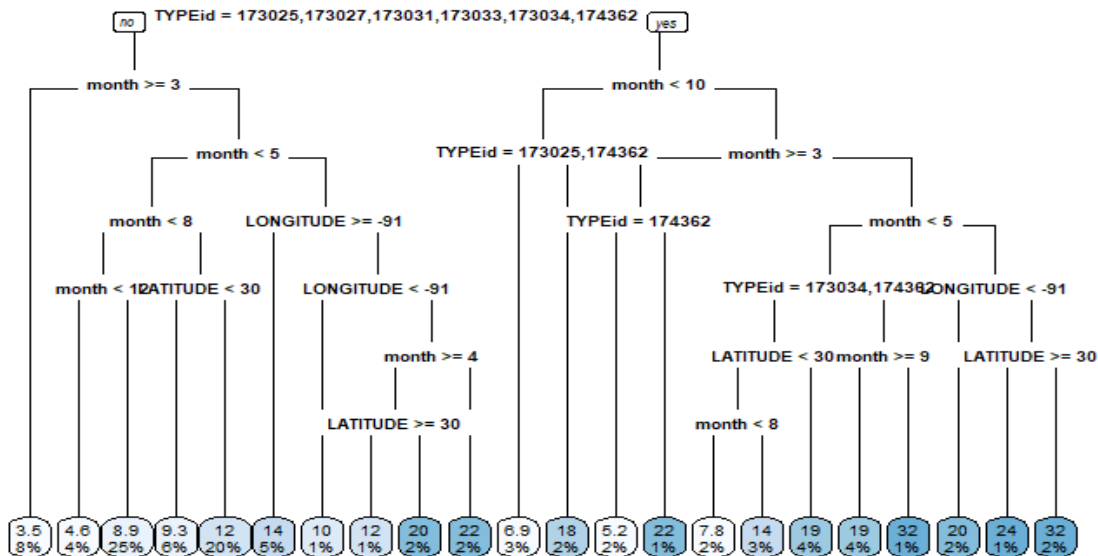 no TYPEid = 173025,173027,173031,173033,173034,174362 yes
month >= 3 month < 10
month < 5 TYPEid = 173025,174362 month >= 3
month < 8 LONGITUDE >= -91 TYPEid = 174362 month < 5
month < 12 LATITUDE < 30 LONGITUDE < -91 TYPEid = 173034,174362 LONGITUDE < -91
month >= 4 LATITUDE < 30 month >= 9 LATITUDE >= 30
LATITUDE >= 30 month < 8
3.5 4.6 8.9 9.3 12 14 10 12 20 22 6.9 18 5.2 22 7.8 14 19 19 32 20 24 32
8% 4% 25% 6% 20% 5% 1% 1% 2% 2% 3% 2% 2% 1% 2% 3% 4% 4% 1% 2% 1% 2%